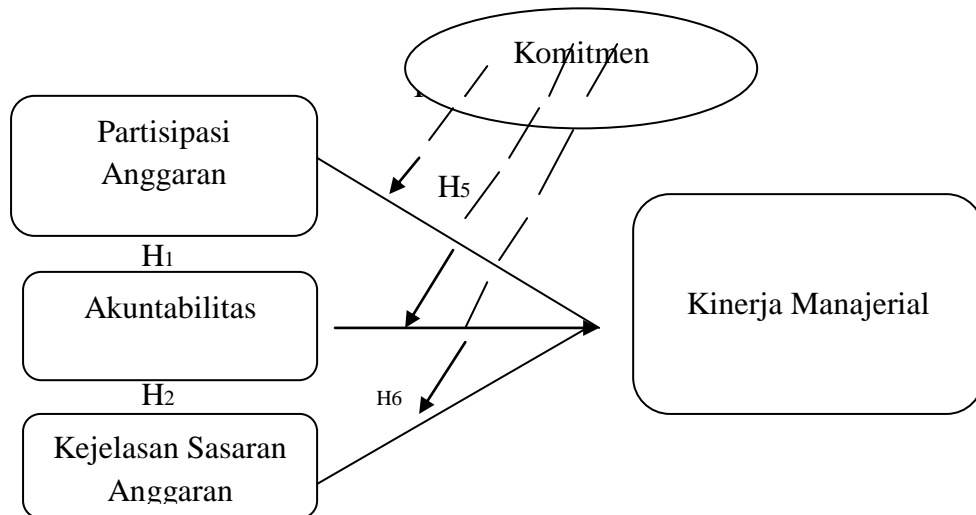 Komitmen
Partisipasi
Anggaran
H5
H1
Akuntabilitas
Kinerja Manajerial
H2
H6
Kejelasan Sasaran
Anggaran